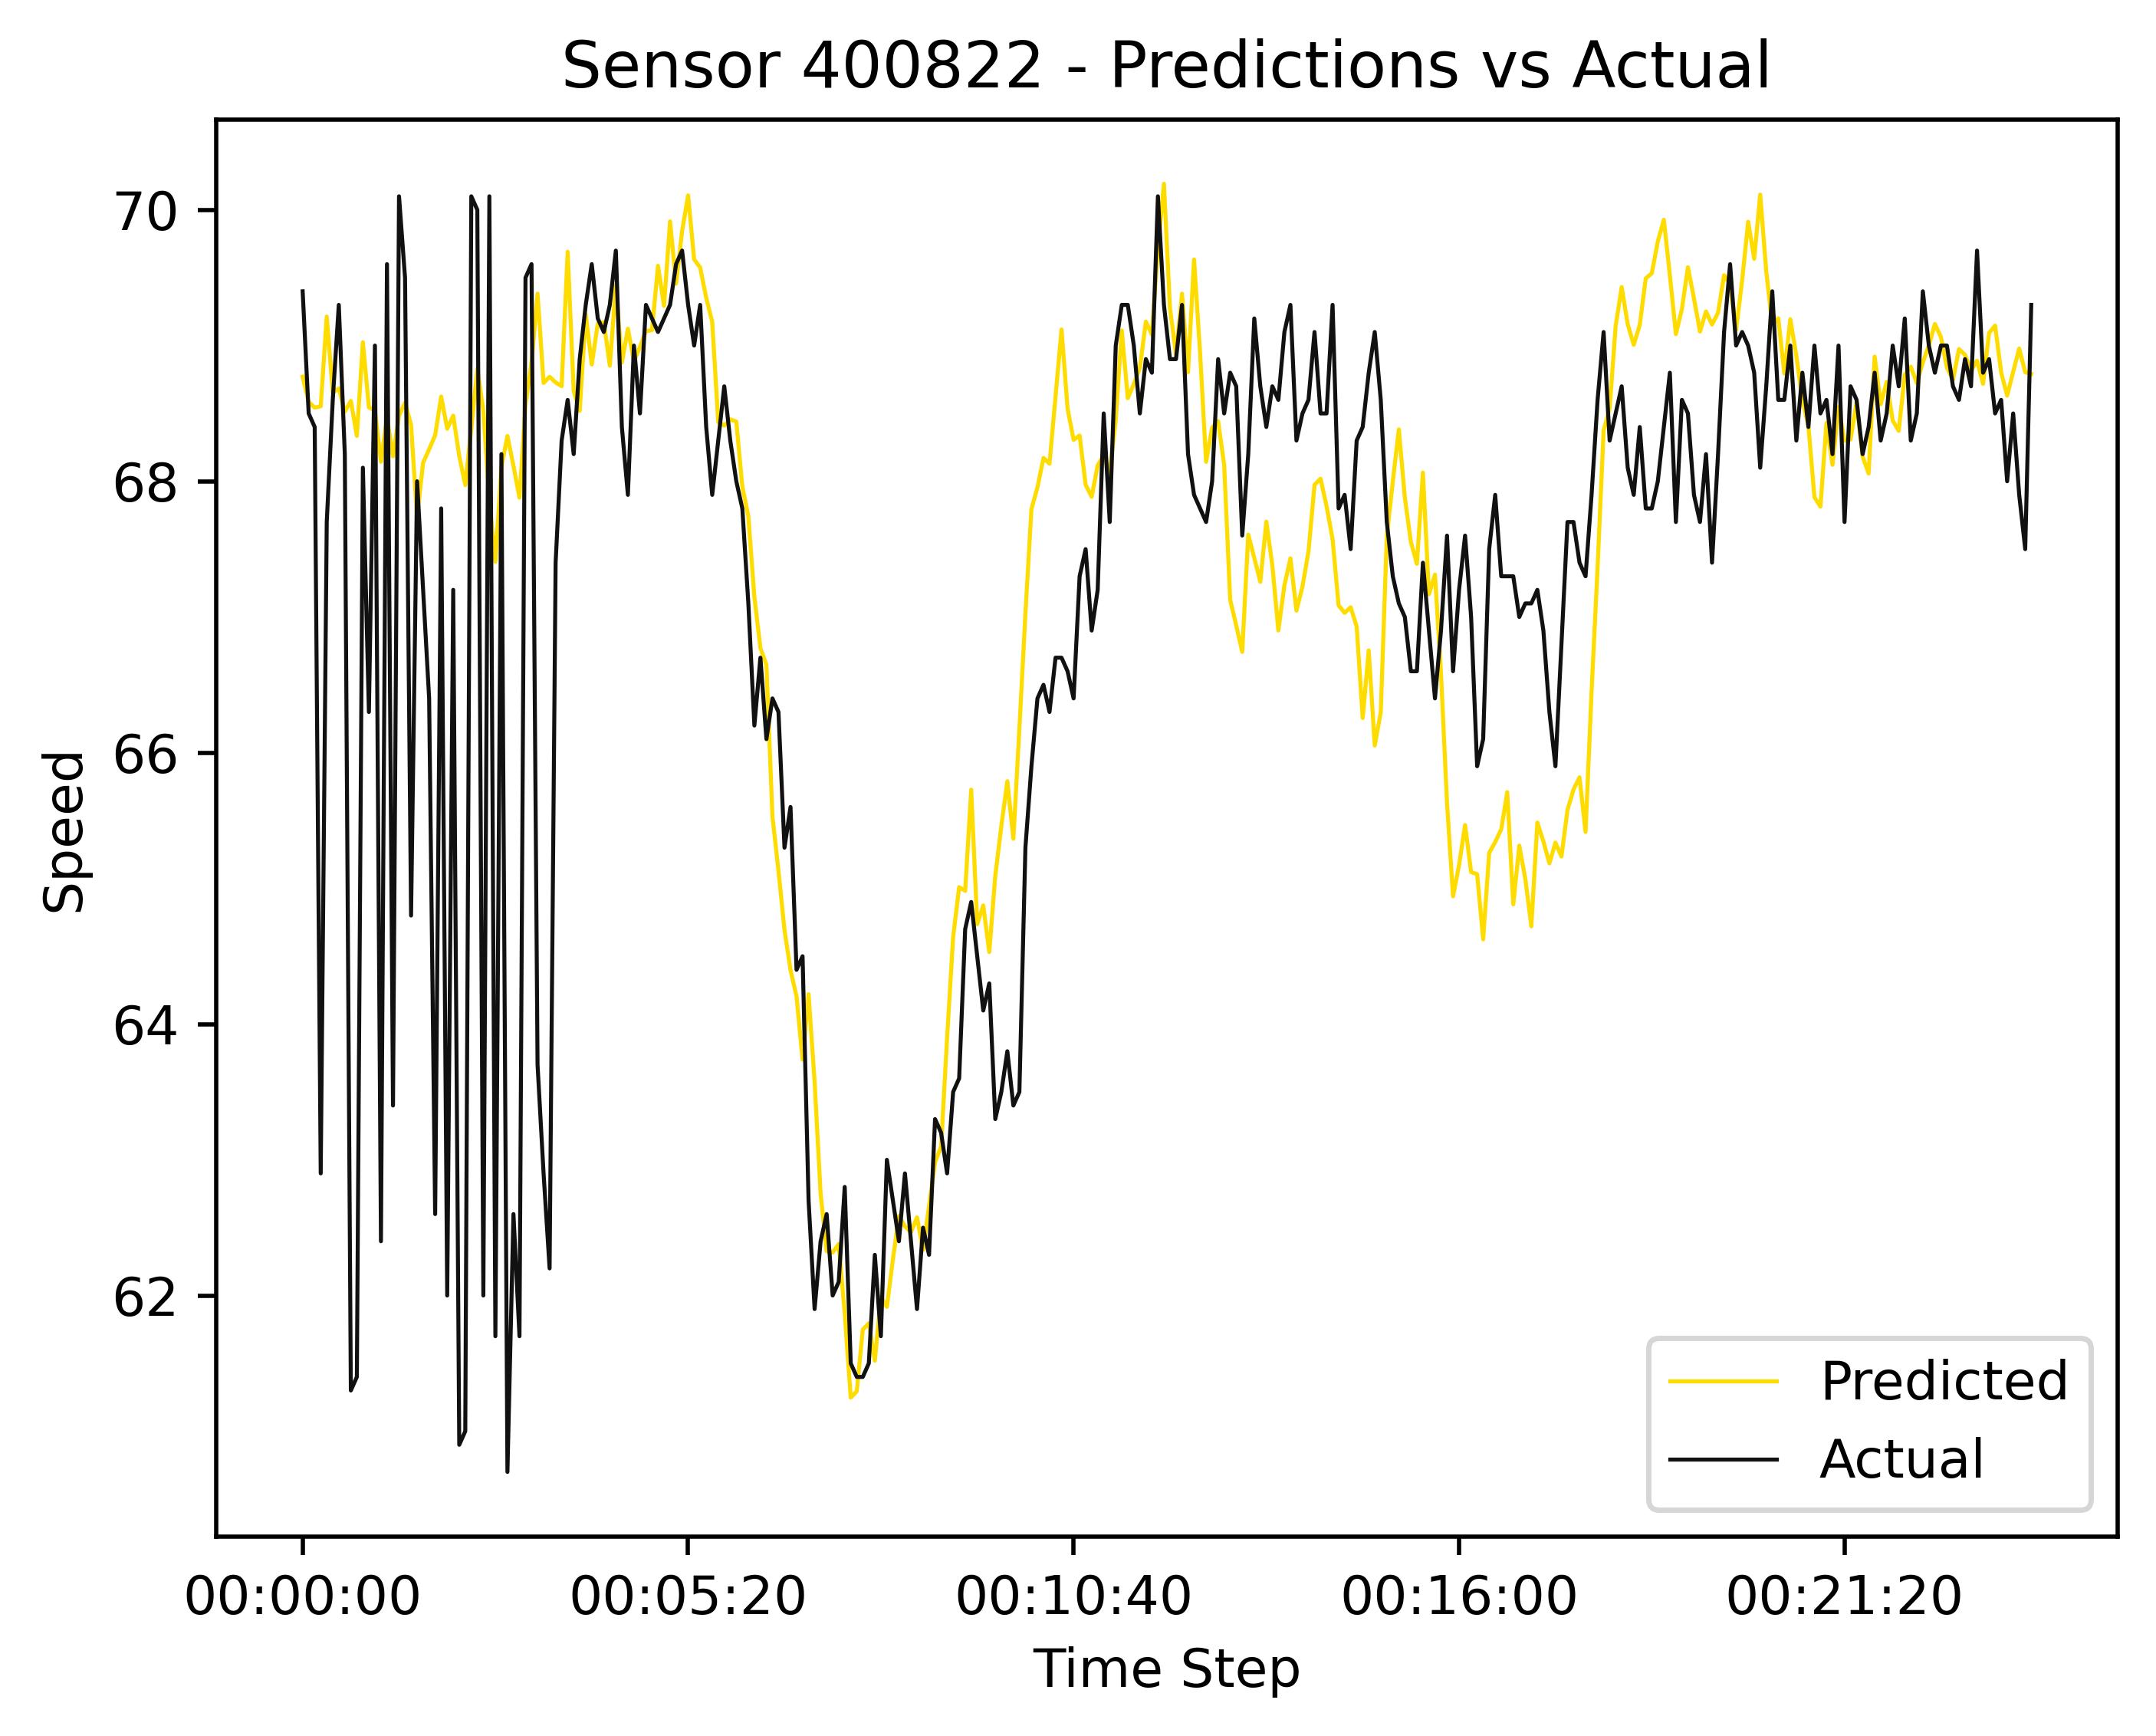 Sensor 400822 - Predictions vs Actual
70
68
66
64
62
Speed
Predicted
Actual
00:00:00 00:05:20 00:10:40 00:16:00 00:21:20
Time Step